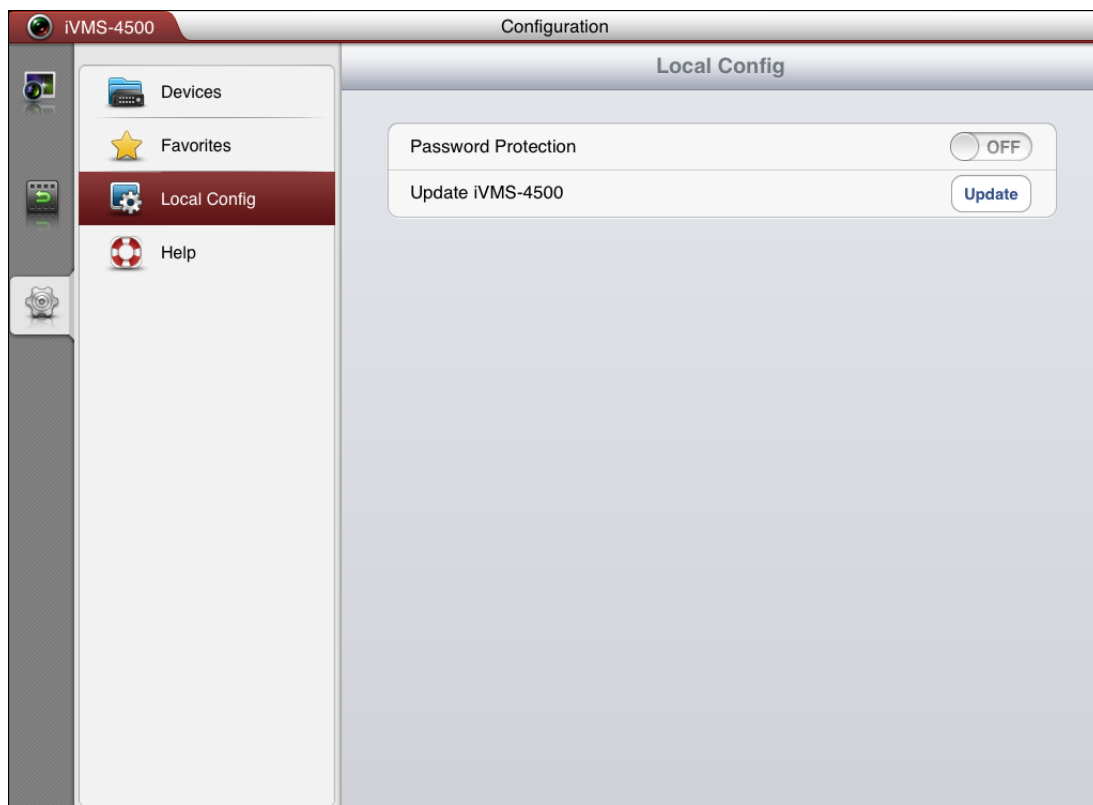 iVMS-4500
Configuration
Local Config
Devices
Favorites
Local Config
Help
Password Protection OFF
Update iVMS-4500 Update